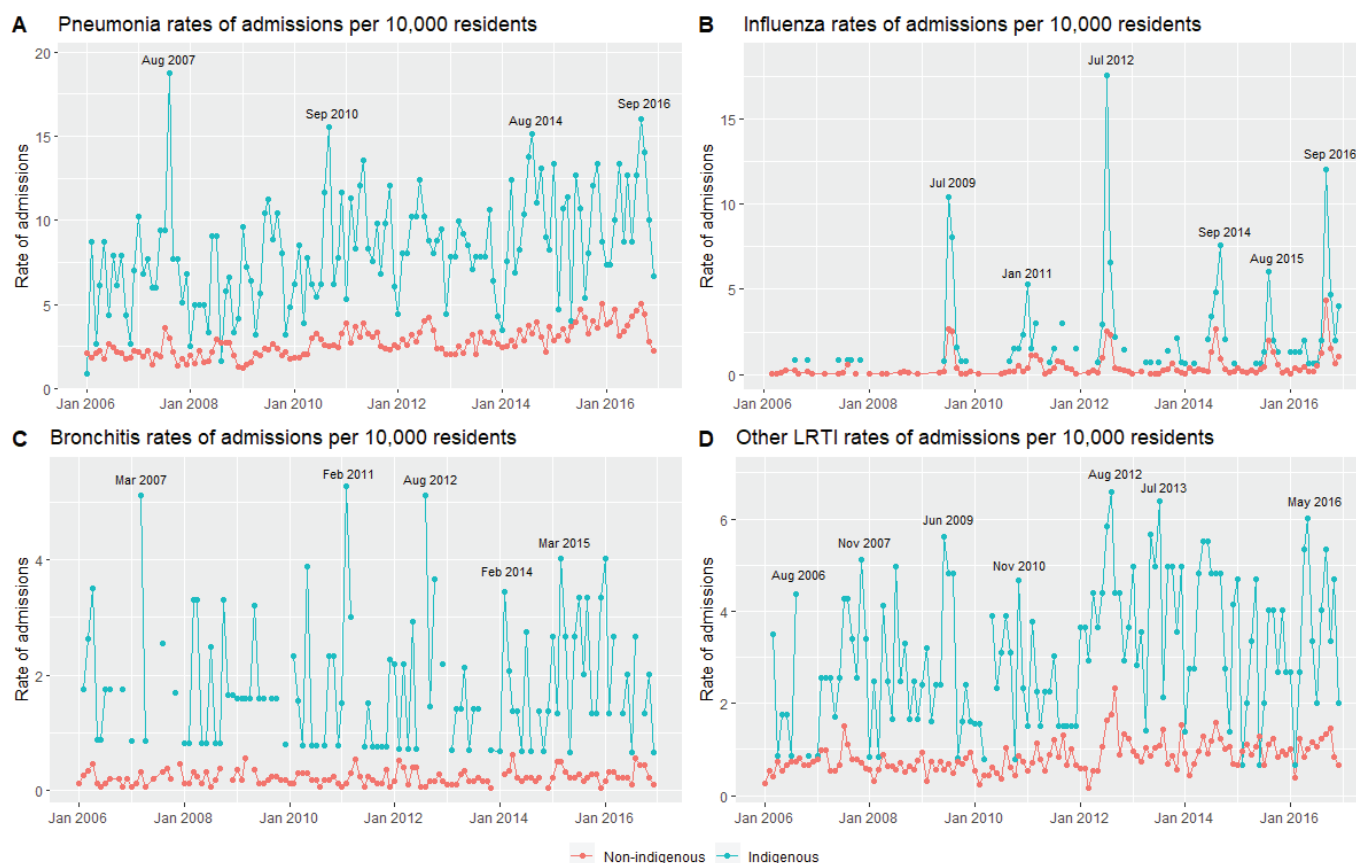 A Pneumonia rates of admissions per 10,000 residents
Rate of admissions
20
15
10
5
0
Aug 2007
Sep 2010
Aug 2014
Sep 2016
Jan 2006 Jan 2008 Jan 2010 Jan 2012 Jan 2014 Jan 2016
B Influenza rates of admissions per 10,000 residents
Rate of admissions
15
10
5
0
Jul 2009
Jan 2011
Jul 2012
Sep 2014
Aug 2015
Sep 2016
Jan 2006 Jan 2008 Jan 2010 Jan 2012 Jan 2014 Jan 2016
C Bronchitis rates of admissions per 10,000 residents
Rate of admissions
4
2
0
Mar 2007
Feb 2011
Aug 2012
Feb 2014
Mar 2015
Jan 2006 Jan 2008 Jan 2010 Jan 2012 Jan 2014 Jan 2016
D Other LRTI rates of admissions per 10,000 residents
Rate of admissions
6
4
2
0
Aug 2006
Nov 2007
Jun 2009
Nov 2010
Aug 2012
Jul 2013
May 2016
Jan 2006 Jan 2008 Jan 2010 Jan 2012 Jan 2014 Jan 2016
Non-indigenous Indigenous